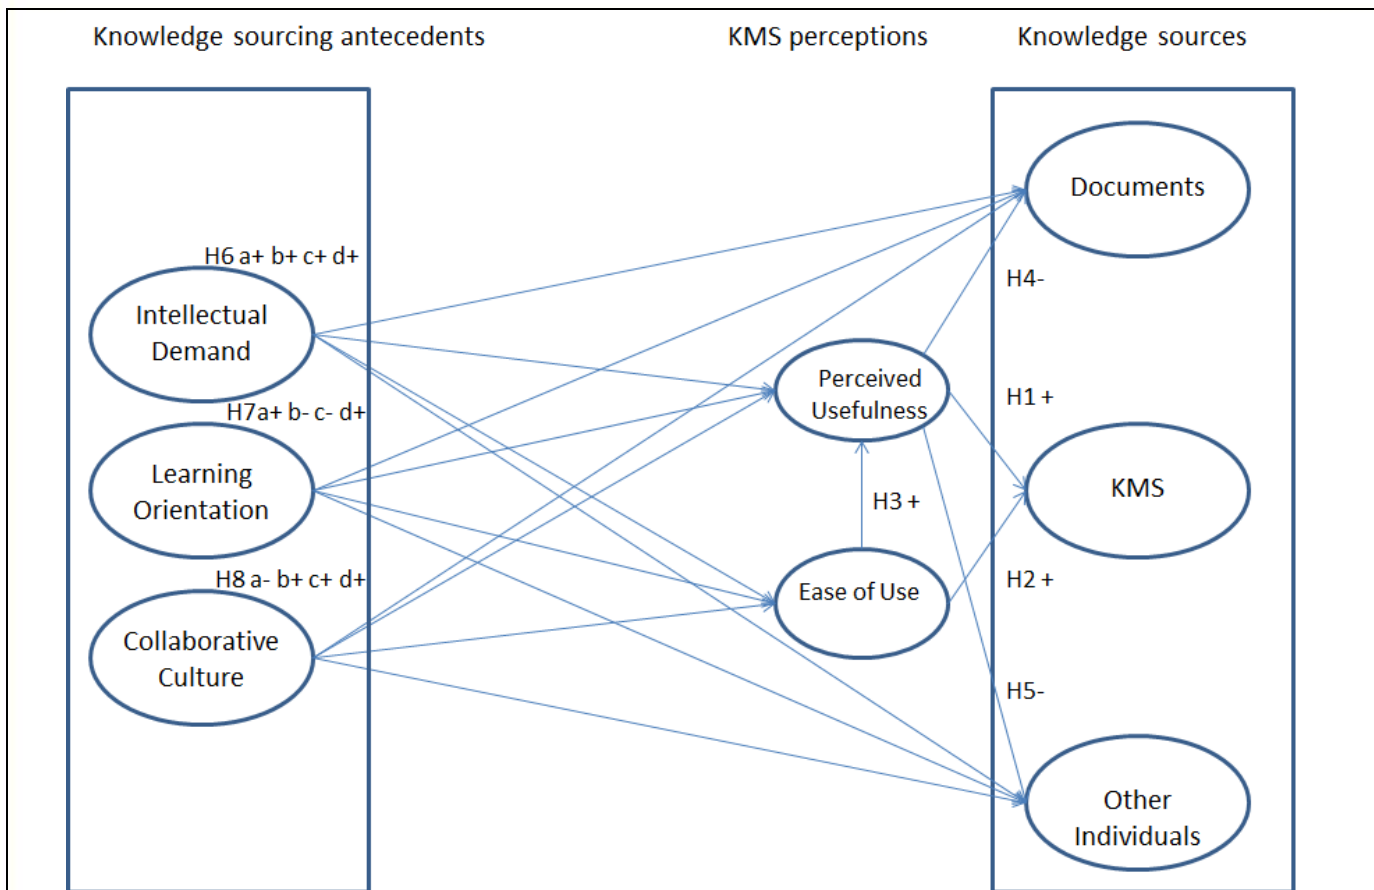 Knowledge sourcing antecedents
KMS perceptions
Knowledge sources
Documents
H6 a+ b+ c+ d+
H4-
Intellectual
Demand
Perceived
Usefulness
H1 +
H7a+ b- c- d+
Learning
Orientation
KMS
H3 +
H8 a- b+ c+ d+
Ease of Use
H2 +
Collaborative
Culture
H5-
Other
Individuals